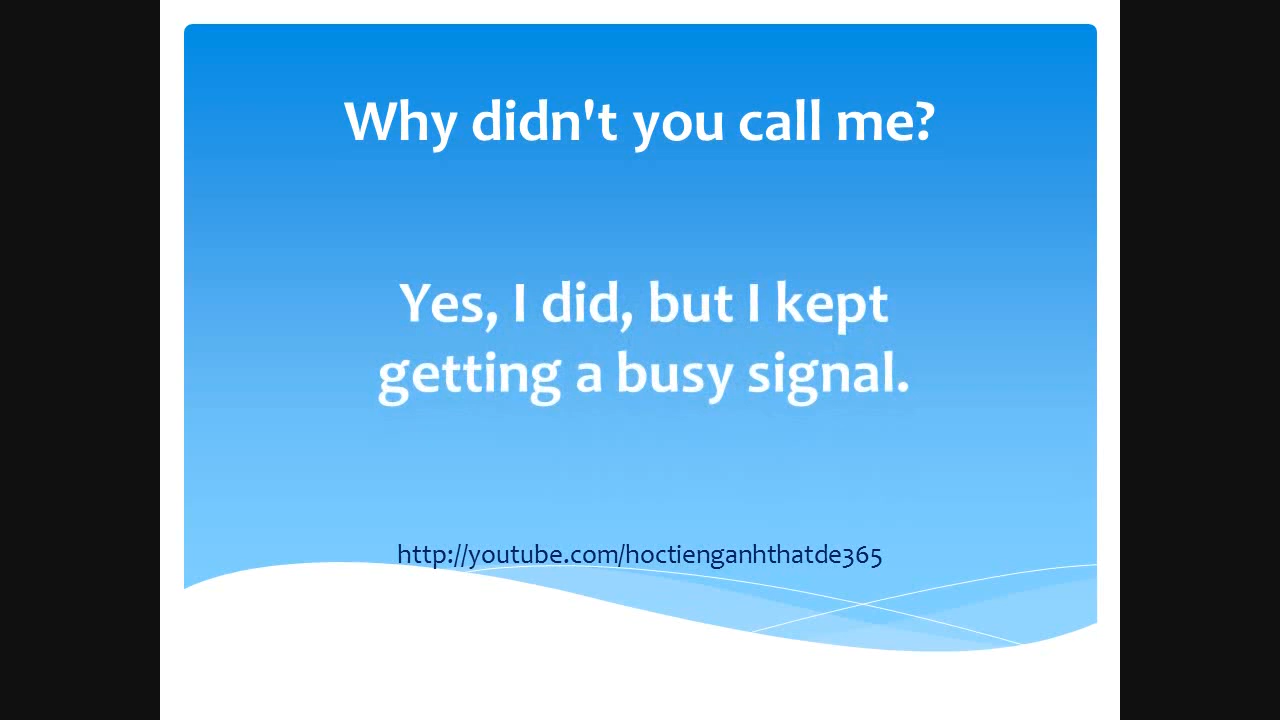 Why didn't you call me?
Yes, I did, but I kept
getting a busy signal.
http://youtube.com/hoctienganhthatde365